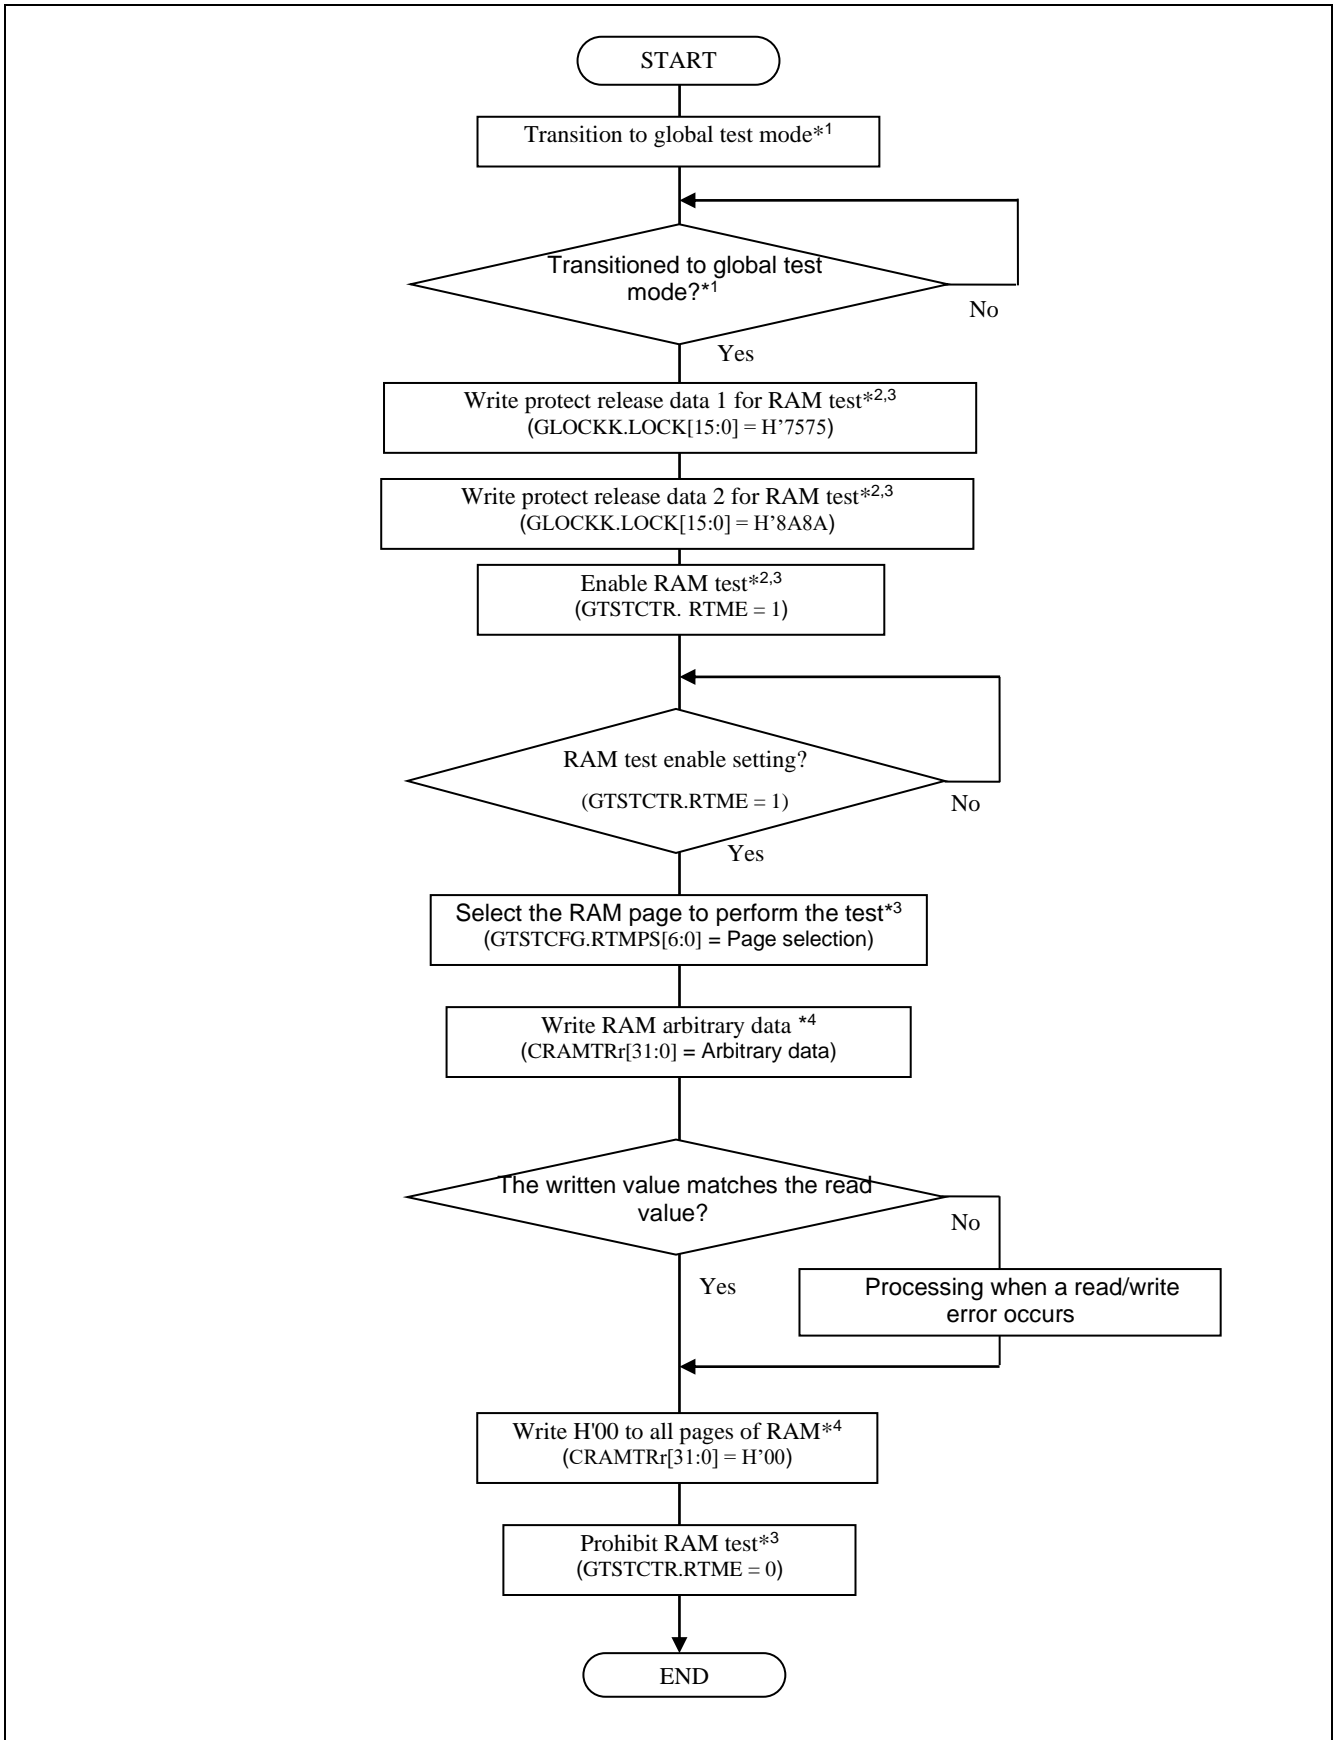 START
Transition to global test mode*1
Transitioned to global test
mode?*1
No
Yes
Write protect release data 1 for RAM test*2,3
(GLOCKK.LOCK[15:0] = H’7575)
Write protect release data 2 for RAM test*2,3
(GLOCKK.LOCK[15:0] = H’8A8A)
Enable RAM test*2,3
(GTSTCTR. RTME = 1)
RAM test enable setting?
(GTSTCTR.RTME = 1)
No
Yes
Select the RAM page to perform the test*3
(GTSTCFG.RTMPS[6:0] = Page selection)
Write RAM arbitrary data *4
(CRAMTRr[31:0] = Arbitrary data)
The written value matches the read
value?
No
Yes
Processing when a read/write
error occurs
Write H'00 to all pages of RAM*4
(CRAMTRr[31:0] = H’00)
Prohibit RAM test*3
(GTSTCTR.RTME = 0)
END